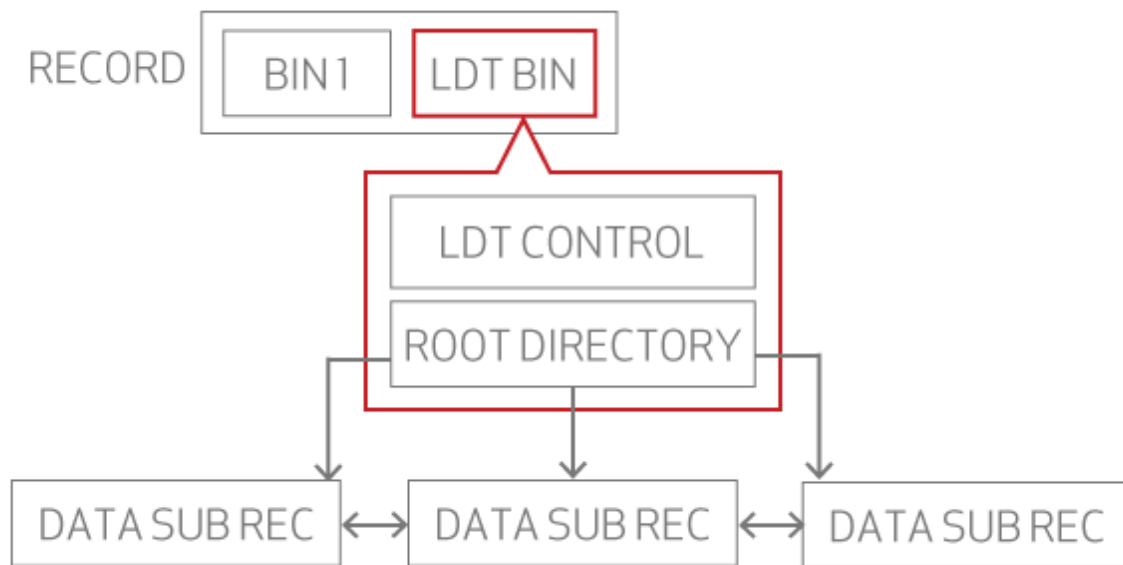 RECORD
BIN 1
LDT BIN
LDT CONTROL
ROOT DIRECTORY
DATA SUB REC
DATA SUB REC
DATA SUB REC